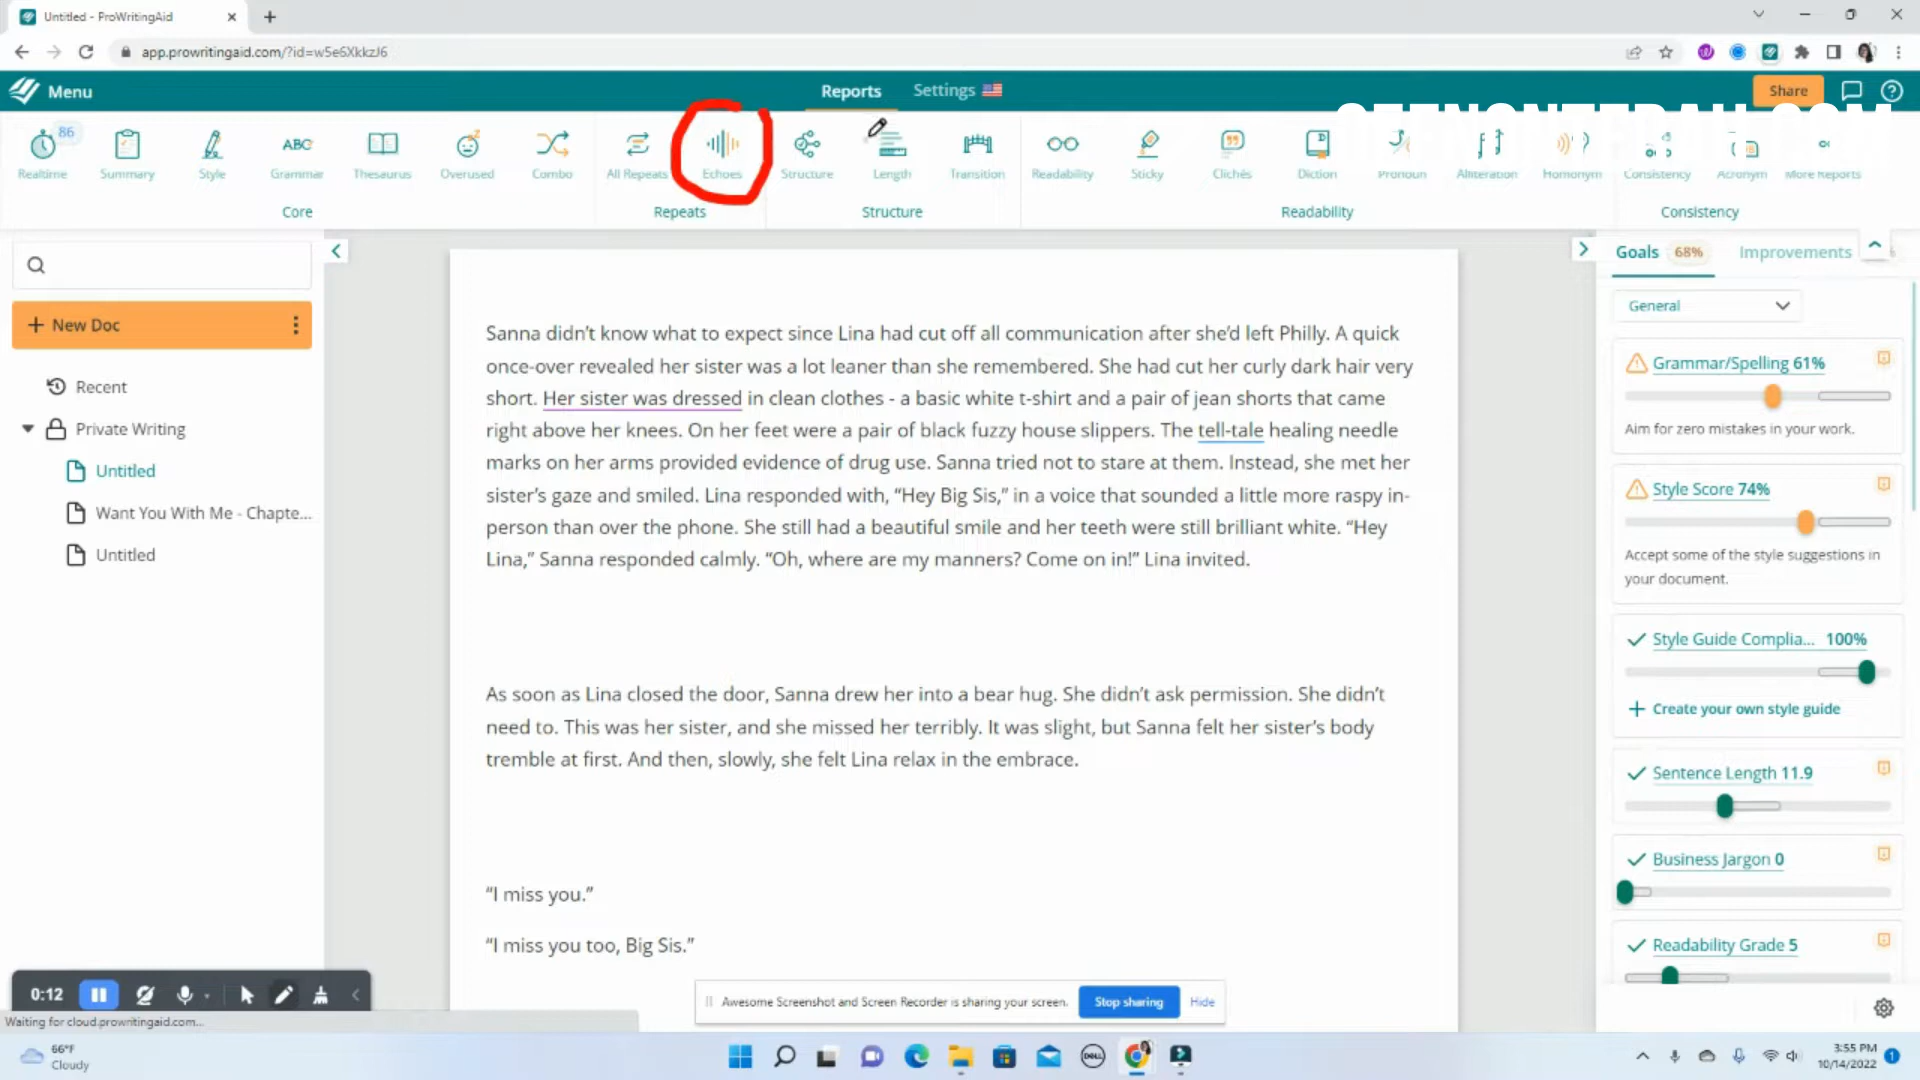 Untitled - ProWritingAid
app.prowritingaid.com/?id=w5e6XkkzJ6
Menu
Reports
Settings
Share
86
Realtime
Summary
Style
ABC
Grammar
Thesaurus
Overused
Combo
All Repeats
Echoes
Structure
Length
Transition
Readability
Sticky
Clichés
Diction
Pronoun
Alliteration
Homonym
Consistency
Acronym
More Reports
Core
Repeats
Structure
Readability
Consistency
New Doc
Recent
Private Writing
Untitled
Want You With Me - Chapte...
Untitled
Sanna didn’t know what to expect since Lina had cut off all communication after she’d left Philly. A quick
once-over revealed her sister was a lot leaner than she remembered. She had cut her curly dark hair very
short. Her sister was dressed in clean clothes - a basic white t-shirt and a pair of jean shorts that came
right above her knees. On her feet were a pair of black fuzzy house slippers. The tell-tale healing needle
marks on her arms provided evidence of drug use. Sanna tried not to stare at them. Instead, she met her
sister’s gaze and smiled. Lina responded with, “Hey Big Sis,” in a voice that sounded a little more raspy in-
person than over the phone. She still had a beautiful smile and her teeth were still brilliant white. “Hey
Lina,” Sanna responded calmly. “Oh, where are my manners? Come on in!” Lina invited.
As soon as Lina closed the door, Sanna drew her into a bear hug. She didn’t ask permission. She didn’t
need to. This was her sister, and she missed her terribly. It was slight, but Sanna felt her sister’s body
tremble at first. And then, slowly, she felt Lina relax in the embrace.
“I miss you.”
“I miss you too, Big Sis.”
Goals 68%
Improvements
General
Grammar/Spelling 61%
Aim for zero mistakes in your work.
Style Score 74%
Accept some of the style suggestions in
your document.
Style Guide Complia... 100%
Create your own style guide
Sentence Length 11.9
Business Jargon 0
Readability Grade 5
0:12
Waiting for cloud.prowritingaid.com...
Awesome Screenshot and Screen Recorder is sharing your screen.
Stop sharing
Hide
66°F
Cloudy
DELL
3:55 PM
10/14/2022
1